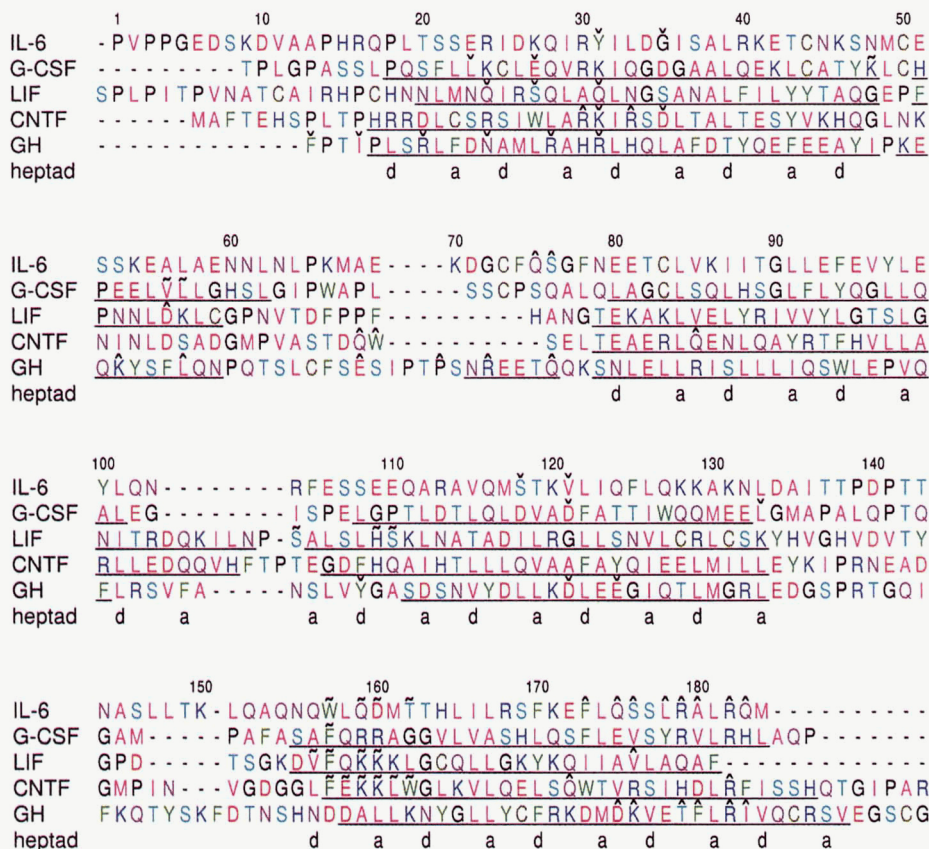 1 10 20 30 40 50
IL-6 -PVPPGEDSKDVAAPHRQPLTSSERIDKQIRYILDGISALRKETCNKSNMCE
G-CSF ---------TPLGPASSLPQSFLLKCLEQVRKIQGDGAALQEKLCATYKLCH
LIF SPLPITPVNATCAIRHPCHNNLMNQIRSQLAQLNGSANALFILYYTAQGEPF
CNTF ------MAFTEHSPLTPHRRDLCSRSIWLARKIRSDLTALTESYVKHQGLNK
GH -------------FPTIPLSRLFDNAMLRAHRLHQLAFDTYQEFEEAYIPKE
heptad d a d a d a d a d
60 70 80 90
IL-6 SSKEALAENNLNLPKMAE----KDGCFQSGFNEETCLVKIITGLLEFEVYLE
G-CSF PEELVLLGHSLGIPWAPL-----SSCPSQALQLAGCLSQLHSGLFLYQGLLQ
LIF PNNLDKLCGPNVTDFPPF---------HANGTEKAKLVELYRIVVYLGTSLG
CNTF NINLDSADGMPVASTDQW----------SELTEAERLQENLQAYRTFHVLLA
GH QKYSFLQNPQTSLCFSESIPTPSNREETQQKSNLELLRISLLLIQSWLEPVQ
heptad d a d a d a
100 110 120 130 140
IL-6 YLQN--------RFESSEEQARAVQMSTKVLIQFLQKKAKNLDAITTPDPTT
G-CSF ALEG--------ISPELGPTLDTLQLDVADFATTIWQQMEELGMAPALQPTQ
LIF NITRDQKILNP-SALSLHSKLNATADILRGLLSNVLCRLCSKYHVGHVDVTY
CNTF RLLEDQQVHFTPTEGDFHQAIHTLLLQVAAFAYQIEELMILLEYKIPRNEAD
GH FLRSVFA-----NSLVYGASDSNVYDLLKDLEEGIQTLMGRLEDGSPRTGQI
heptad d a a d a d a d a d a
150 160 170 180
IL-6 NASLLTK-LQAQNQWLQDMTTHLILRSFKEFLQSSLRALRQM----------
G-CSF GAM-----PAFASAFQRRAGGVLVASHLQSFLEVSYRVLRHLAQP-------
LIF GPD-----TSGKDVFQKKKLGCQLLGKYKQIIAVLAQAF
CNTF GMPIN---VGDGGLFEKKLWGLKVLQELSQWTVRSIHDLRFISSHQTGIPAR
GH FKQTYSKFDTNSHNDDALLKNYGLLYCFRKDMDKVETFLRIVQCRSVEGSCG
heptad d a d a d a d a d a